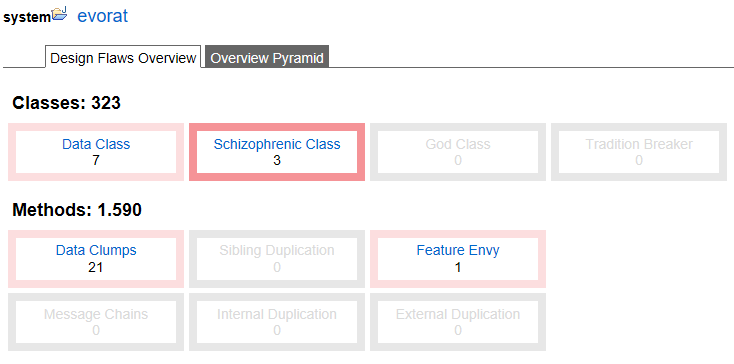 system evorat
Design Flaws Overview Overview Pyramid
Classes: 323
Data Class Schizophrenic Class God Class Tradition Breaker
7 3 0 0
Methods: 1.590
Data Clumps Sibling Duplication Feature Envy
21 0 1
Message Chains Internal Duplication External Duplication
0 0 0